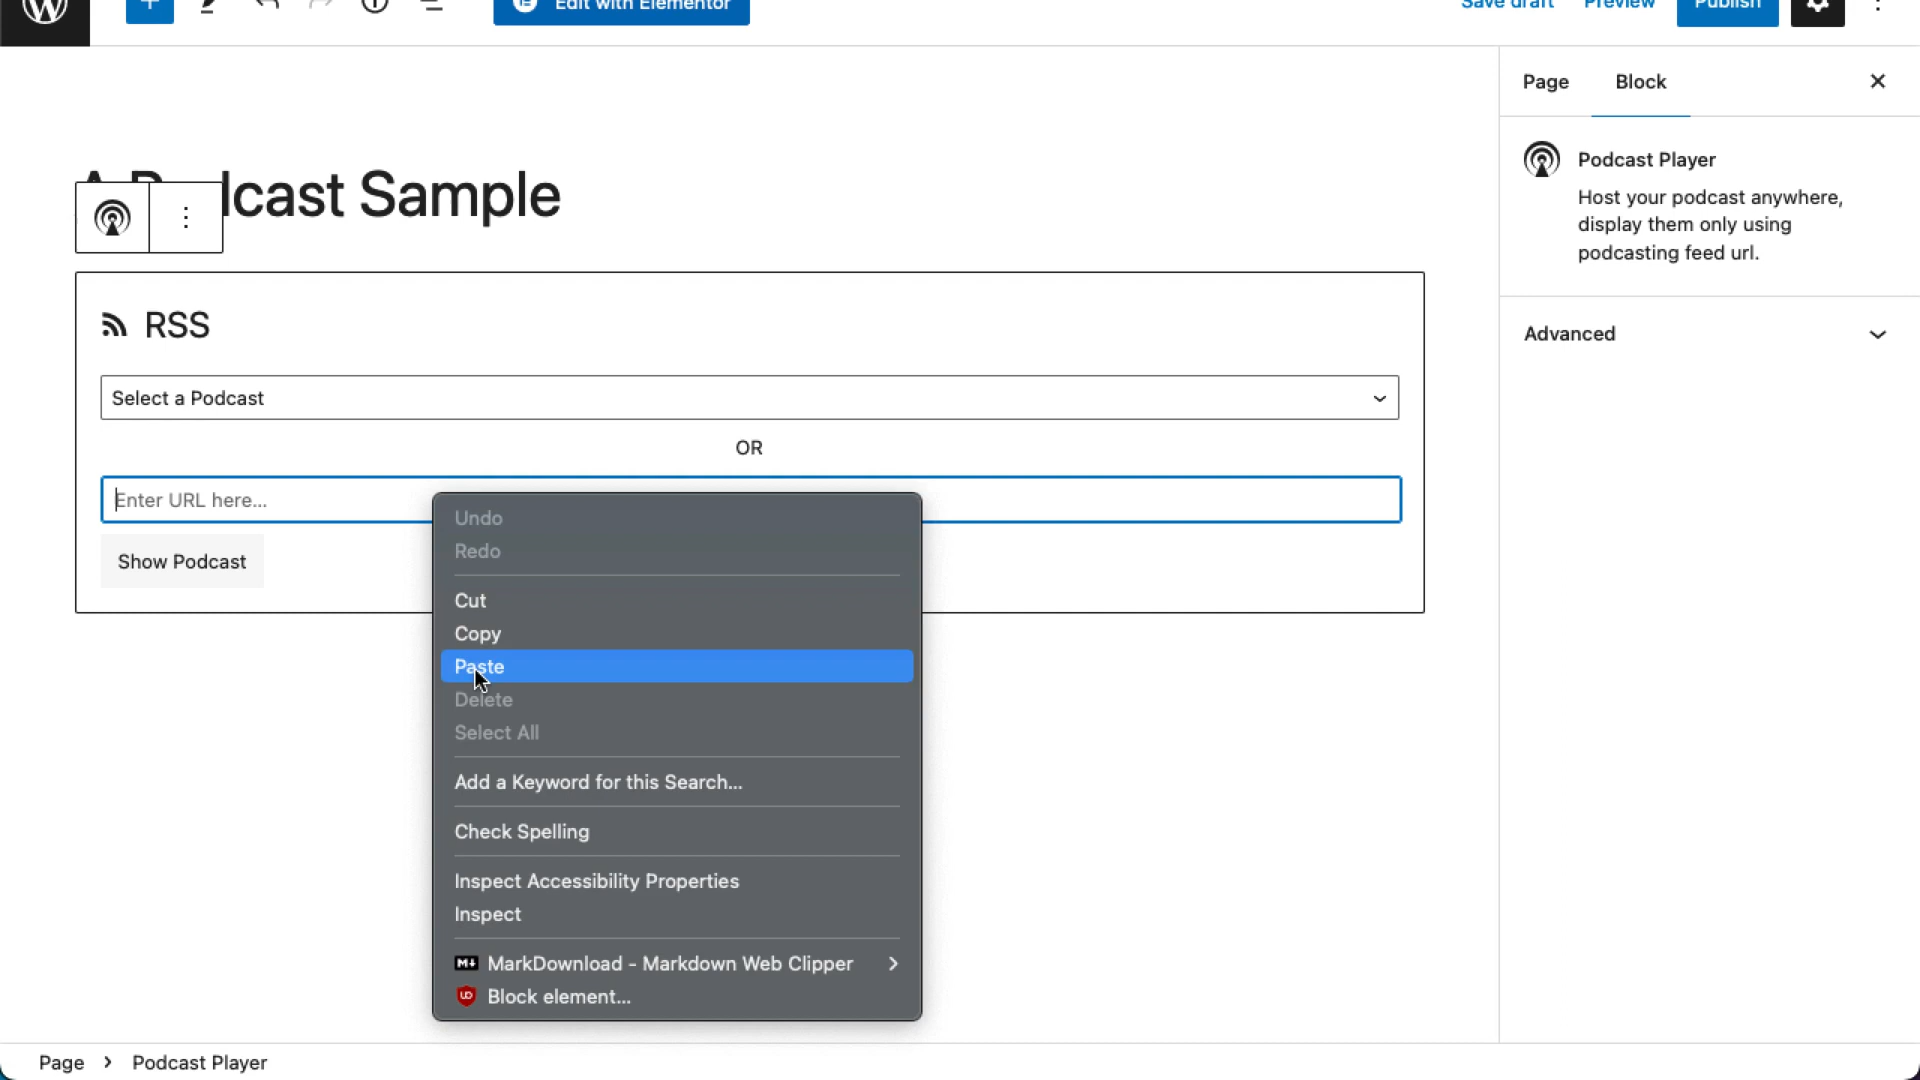 Edit with Elementor
Save draft
Preview
Publish
Page
Block
Podcast Player
Host your podcast anywhere,
display them only using
podcasting feed url.
Advanced
A Podcast Sample
RSS
Select a Podcast
OR
Enter URL here...
Show Podcast
Undo
Redo
Cut
Copy
Paste
Delete
Select All
Add a Keyword for this Search...
Check Spelling
Inspect Accessibility Properties
Inspect
MarkDownload - Markdown Web Clipper
Block element...
Page > Podcast Player